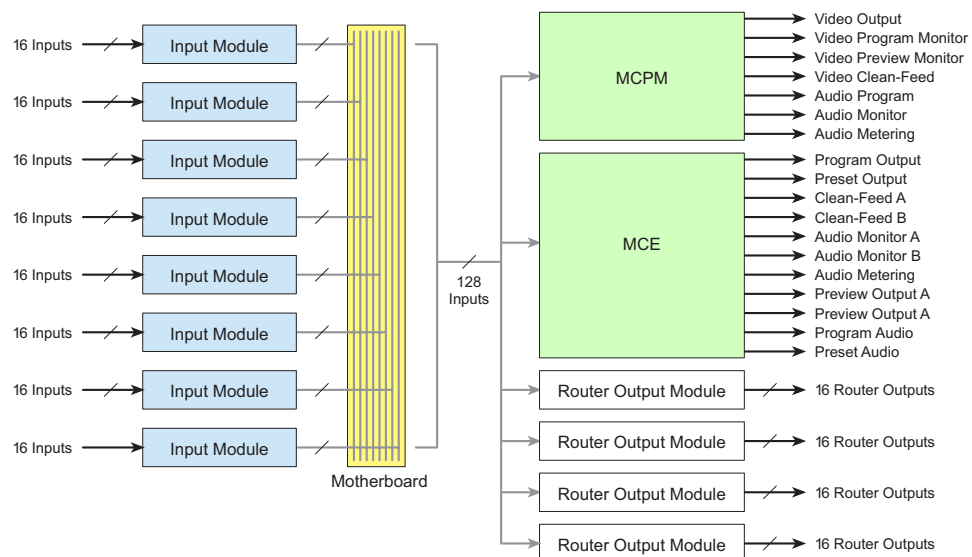 16 Inputs
Input Module
16 Inputs
Input Module
16 Inputs
Input Module
16 Inputs
Input Module
16 Inputs
Input Module
16 Inputs
Input Module
16 Inputs
Input Module
16 Inputs
Input Module
Motherboard
128
Inputs
MCPM
Video Output
Video Program Monitor
Video Preview Monitor
Video Clean-Feed
Audio Program
Audio Monitor
Audio Metering
MCE
Program Output
Preset Output
Clean-Feed A
Clean-Feed B
Audio Monitor A
Audio Monitor B
Audio Metering
Preview Output A
Preview Output A
Program Audio
Preset Audio
Router Output Module
16 Router Outputs
Router Output Module
16 Router Outputs
Router Output Module
16 Router Outputs
Router Output Module
16 Router Outputs